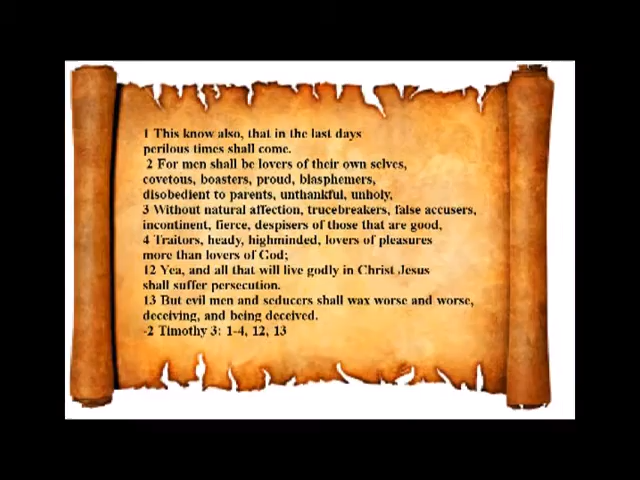 1 This know also, that in the last days
perilous times shall come.
2 For men shall be lovers of their own selves,
covetous, boasters, proud, blasphemers,
disobedient to parents, unthankful, unholy,
3 Without natural affection, trucebreakers, false accusers,
incontinent, fierce, despisers of those that are good,
4 Traitors, heady, highminded, lovers of pleasures
more than lovers of God;
12 Yea, and all that will live godly in Christ Jesus
shall suffer persecution.
13 But evil men and seducers shall wax worse and worse,
deceiving, and being deceived.
-2 Timothy 3: 1-4, 12, 13